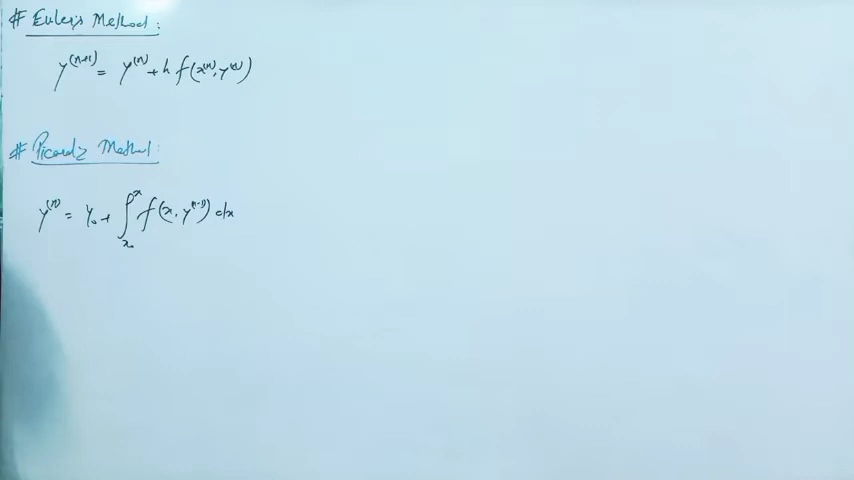 # Euler's Method:
y^(n+1) = y^(n) + h f(x^(n), y^(n))
# Picard's Method:
y^(n) = y₀ + ∫_{x₀}^{x} f(x, y^(n-1)) dx